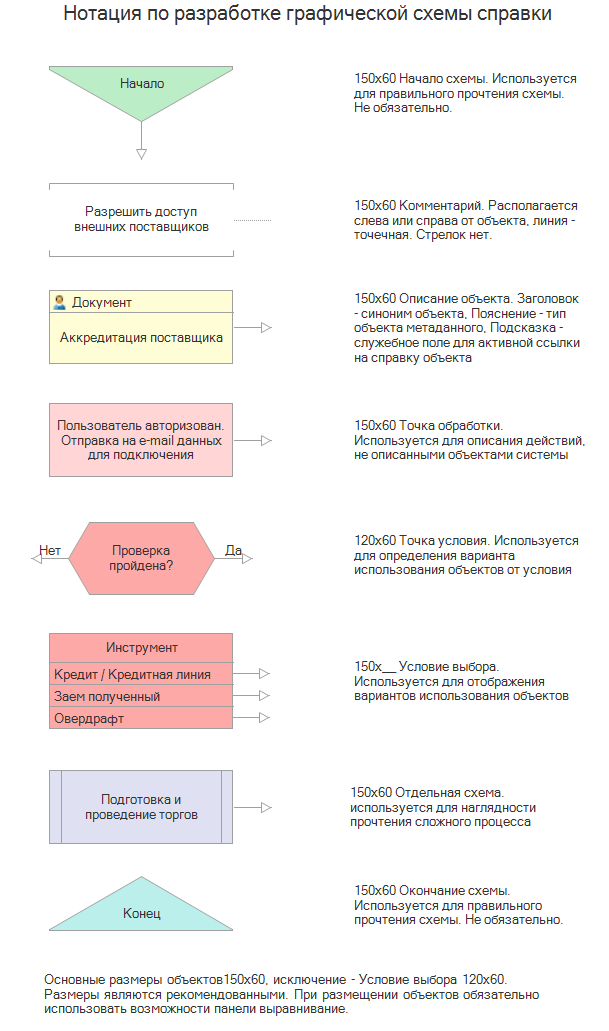 Нотация по разработке графической схемы справки
Начало
150x60 Начало схемы. Используется
для правильного прочтения схемы.
Не обязательно.
Разрешить доступ
внешних поставщиков
150x60 Комментарий. Располагается
слева или справа от объекта, линия -
точечная. Стрелок нет.
Документ
Аккредитация поставщика
150x60 Описание объекта. Заголовок
- синоним объекта, Пояснение - тип
объекта метаданного, Подсказка -
служебное поле для активной ссылки
на справку объекта
Пользователь авторизован.
Отправка на e-mail данных
для подключения
150x60 Точка обработки.
Используется для описания действий,
не описанными объектами системы
Нет
Проверка
пройдена?
Да
120x60 Точка условия. Используется
для определения варианта
использования объектов от условия
Инструмент
Кредит / Кредитная линия
Заем полученный
Овердрафт
150x__ Условие выбора.
Используется для отображения
вариантов использования объектов
Подготовка и
проведение торгов
150x60 Отдельная схема.
используется для наглядности
прочтения сложного процесса
Конец
150x60 Окончание схемы.
Используется для правильного
прочтения схемы. Не обязательно.
Основные размеры объектов150x60, исключение - Условие выбора 120x60.
Размеры являются рекомендованными. При размещении объектов обязательно
использовать возможности панели выравнивание.